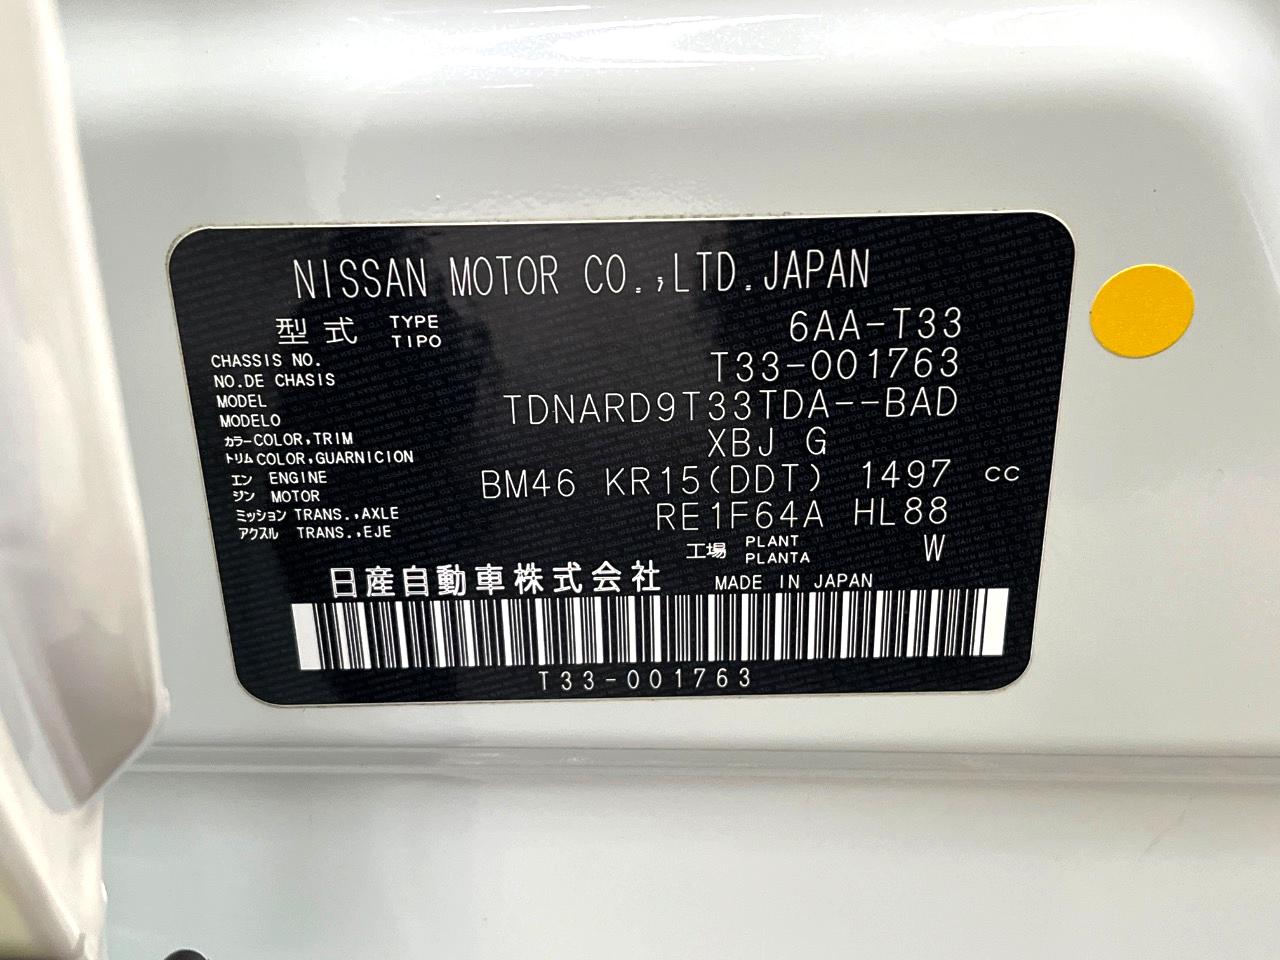 NISSAN MOTOR CO.,LTD.JAPAN
型式 TYPE TIPO 6AA-T33
CHASSIS NO.
NO.DE CHASIS T33-001763
MODEL
MODELO TDNARD9T33TDA--BAD
カラー COLOR,TRIM
トリム COLOR,GUARNICION XBJ G
エン ENGINE
ジン MOTOR BM46 KR15(DDT) 1497 cc
ミッション TRANS.,AXLE
アクスル TRANS.,EJE RE1F64A HL88
工場 PLANT PLANTA W
日産自動車株式会社 MADE IN JAPAN
T33-001763